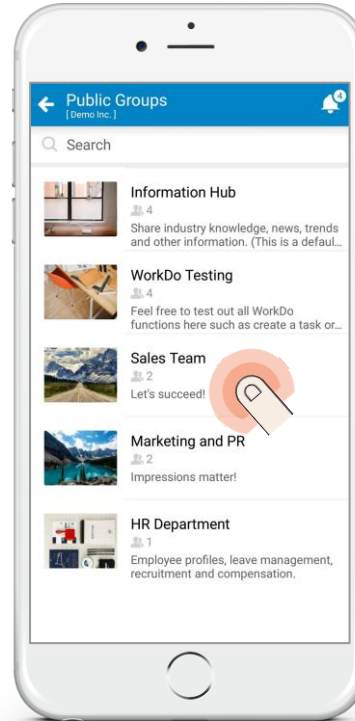 Public Groups
[ Demo Inc. ]
4
Search
Information Hub
4
Share industry knowledge, news, trends
and other information. (This is a defaul...
WorkDo Testing
4
Feel free to test out all WorkDo
functions here such as create a task or...
Sales Team
2
Let's succeed!
Marketing and PR
2
Impressions matter!
HR Department
1
Employee profiles, leave management,
recruitment and compensation.